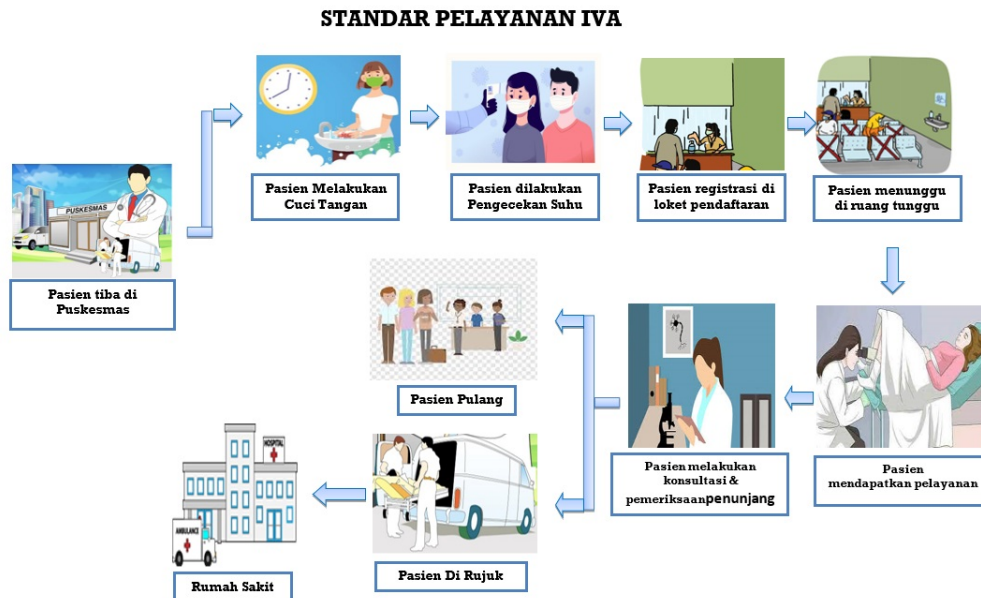 STANDAR PELAYANAN IVA
Pasien Melakukan
Cuci Tangan
Pasien dilakukan
Pengecekan Suhu
Pasien registrasi di
loket pendaftaran
Pasien menunggu
di ruang tunggu
PUSKESMAS
Pasien tiba di
Puskesmas
Pasien Pulang
Pasien melakukan
konsultasi &
pemeriksaanpenunjang
Pasien
mendapatkan pelayanan
HOSPITAL
AMBULANCE
Rumah Sakit
Pasien Di Rujuk